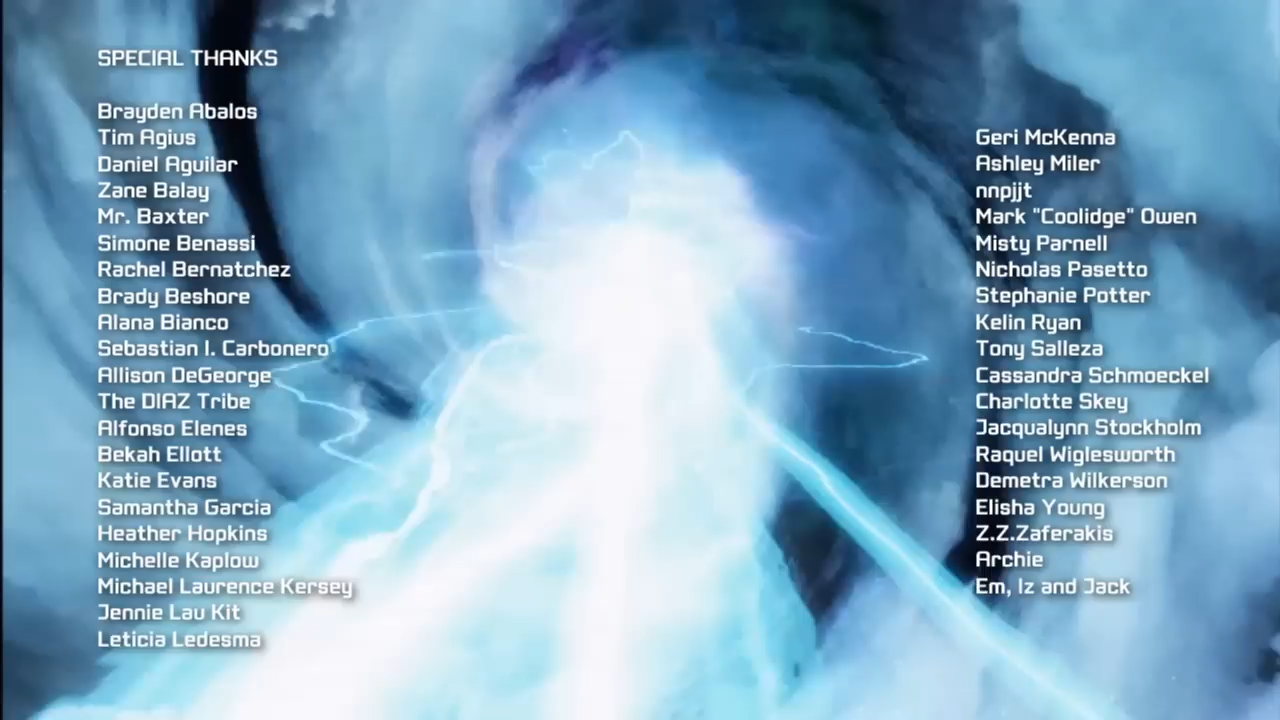 SPECIAL THANKS
Brayden Abalos
Tim Agius
Daniel Aguilar
Zane Balay
Mr. Baxter
Simone Benassi
Rachel Bernatchez
Brady Beshore
Alana Bianco
Sebastian I. Carbonero
Allison DeGeorge
The DIAZ Tribe
Alfonso Elenes
Bekah Ellott
Katie Evans
Samantha Garcia
Heather Hopkins
Michelle Kaplow
Michael Laurence Kersey
Jennie Lau Kit
Leticia Ledesma
Geri McKenna
Ashley Miler
nnpjjt
Mark "Coolidge" Owen
Misty Parnell
Nicholas Pasetto
Stephanie Potter
Kelin Ryan
Tony Salleza
Cassandra Schmoeckel
Charlotte Skey
Jacqualynn Stockholm
Raquel Wiglesworth
Demetra Wilkerson
Elisha Young
Z.Z.Zaferakis
Archie
Em, Iz and Jack